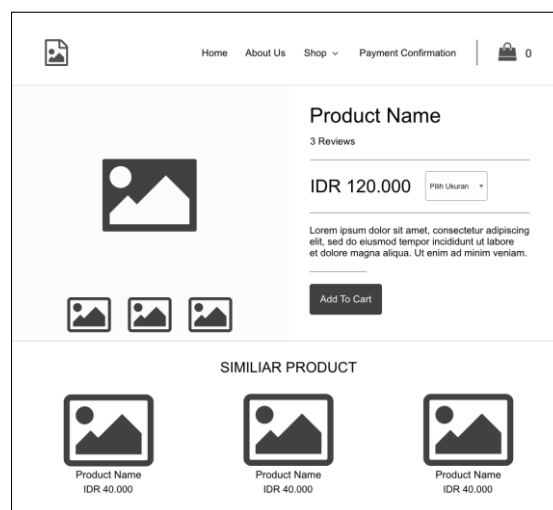 Home About Us Shop Payment Confirmation 0
Product Name
3 Reviews
IDR 120.000 Pilih Ukuran
Lorem ipsum dolor sit amet, consectetur adipiscing
elit, sed do eiusmod tempor incididunt ut labore
et dolore magna aliqua. Ut enim ad minim veniam.
Add To Cart
SIMILIAR PRODUCT
Product Name Product Name Product Name
IDR 40.000 IDR 40.000 IDR 40.000